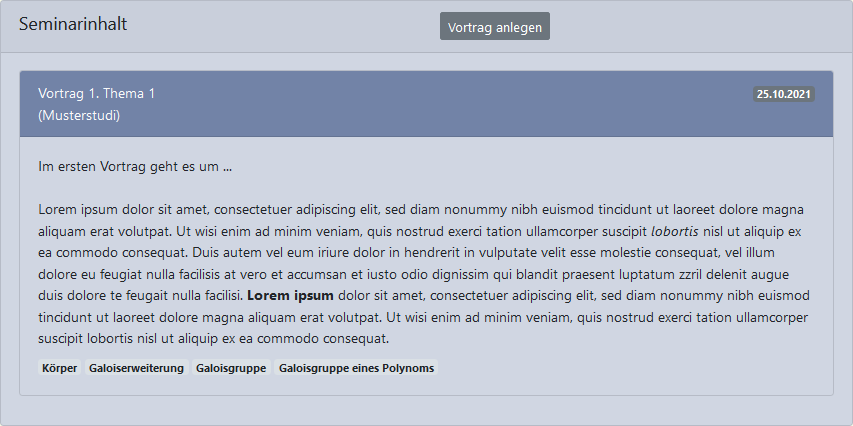 Seminarinhalt
Vortrag anlegen
Vortrag 1. Thema 1
25.10.2021
(Musterstudi)
Im ersten Vortrag geht es um ...
Lorem ipsum dolor sit amet, consectetuer adipiscing elit, sed diam nonummy nibh euismod tincidunt ut laoreet dolore magna
aliquam erat volutpat. Ut wisi enim ad minim veniam, quis nostrud exerci tation ullamcorper suscipit lobortis nisl ut aliquip ex
ea commodo consequat. Duis autem vel eum iriure dolor in hendrerit in vulputate velit esse molestie consequat, vel illum
dolore eu feugiat nulla facilisis at vero et accumsan et iusto odio dignissim qui blandit praesent luptatum zzril delenit augue
duis dolore te feugait nulla facilisi. Lorem ipsum dolor sit amet, consectetuer adipiscing elit, sed diam nonummy nibh euismod
tincidunt ut laoreet dolore magna aliquam erat volutpat. Ut wisi enim ad minim veniam, quis nostrud exerci tation ullamcorper
suscipit lobortis nisl ut aliquip ex ea commodo consequat.
Körper Galoiserweiterung Galoisgruppe Galoisgruppe eines Polynoms